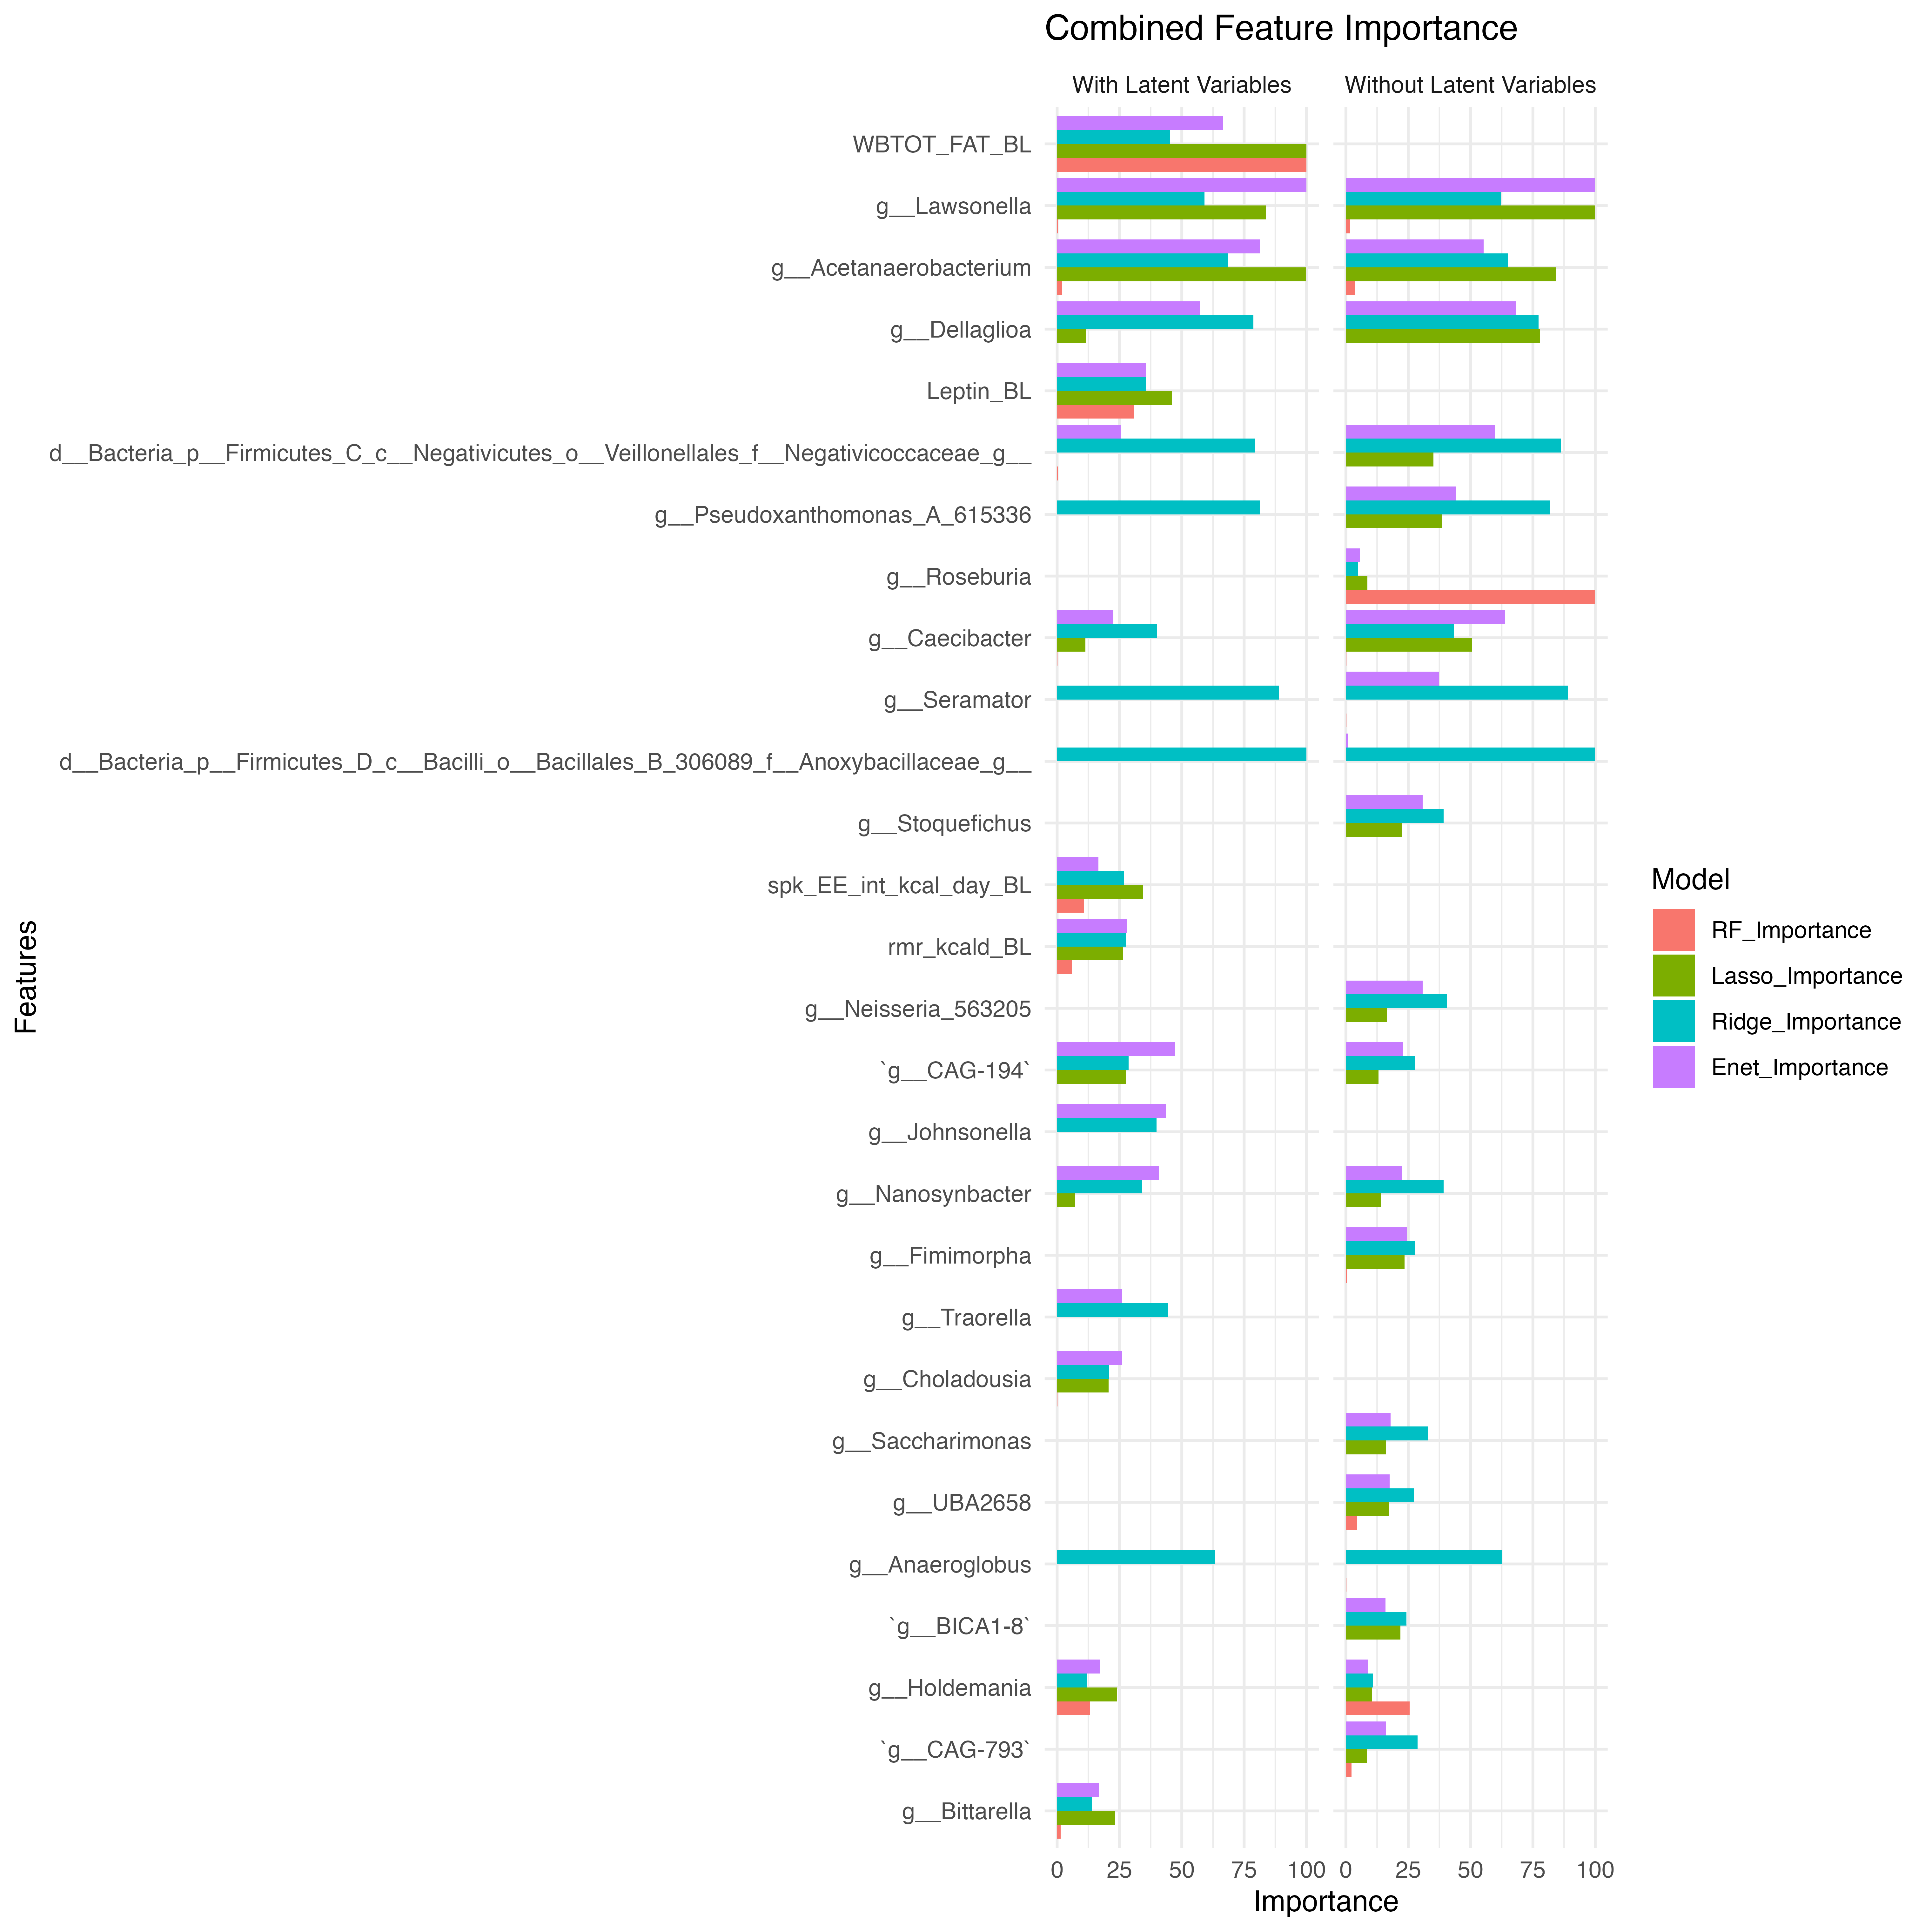 Combined Feature Importance
With Latent Variables
Without Latent Variables
WBTOT_FAT_BL
g__Lawsonella
g__Acetanaerobacterium
g__Dellaglioa
Leptin_BL
d__Bacteria_p__Firmicutes_C_c__Negativicutes_o__Veillonellales_f__Negativicoccaceae_g__
g__Pseudoxanthomonas_A_615336
g__Roseburia
g__Caecibacter
g__Seramator
d__Bacteria_p__Firmicutes_D_c__Bacilli_o__Bacillales_B_306089_f__Anoxybacillaceae_g__
g__Stoquefichus
spk_EE_int_kcal_day_BL
rmr_kcald_BL
g__Neisseria_563205
`g__CAG-194`
g__Johnsonella
g__Nanosynbacter
g__Fimimorpha
g__Traorella
g__Choladousia
g__Saccharimonas
g__UBA2658
g__Anaeroglobus
`g__BICA1-8`
g__Holdemania
`g__CAG-793`
g__Bittarella
0 25 50 75 100
0 25 50 75 100
Importance
Features
Model
RF_Importance
Lasso_Importance
Ridge_Importance
Enet_Importance